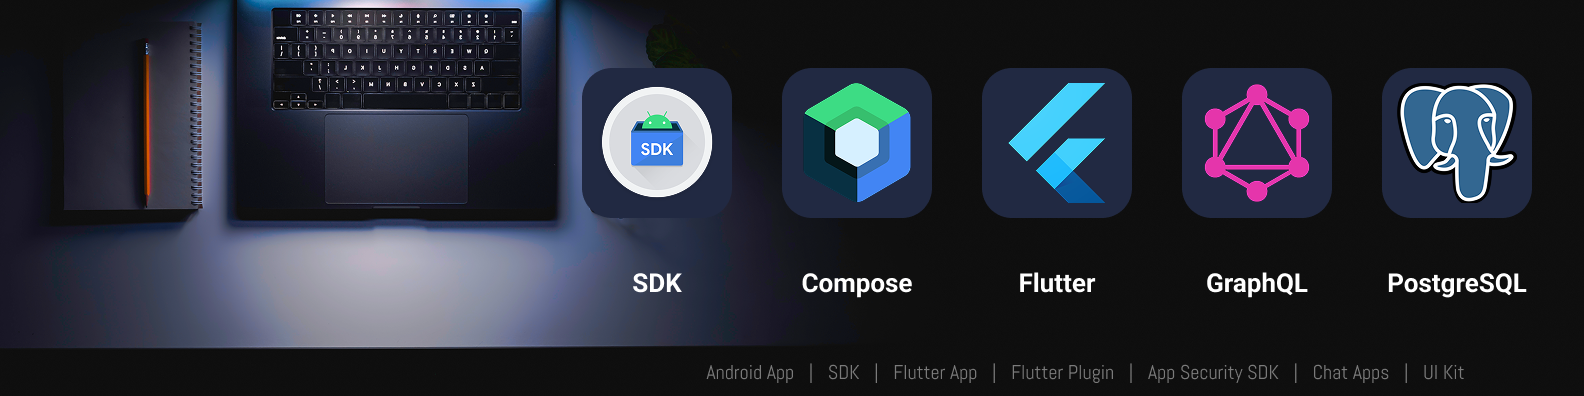 SDK
SDK
Compose
Flutter
GraphQL
PostgreSQL
Android App | SDK | Flutter App | Flutter Plugin | App Security SDK | Chat Apps | UI Kit